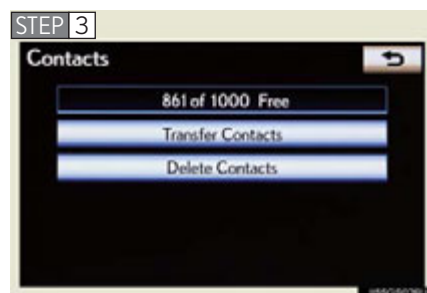 STEP 3
Contacts
861 of 1000 Free
Transfer Contacts
Delete Contacts